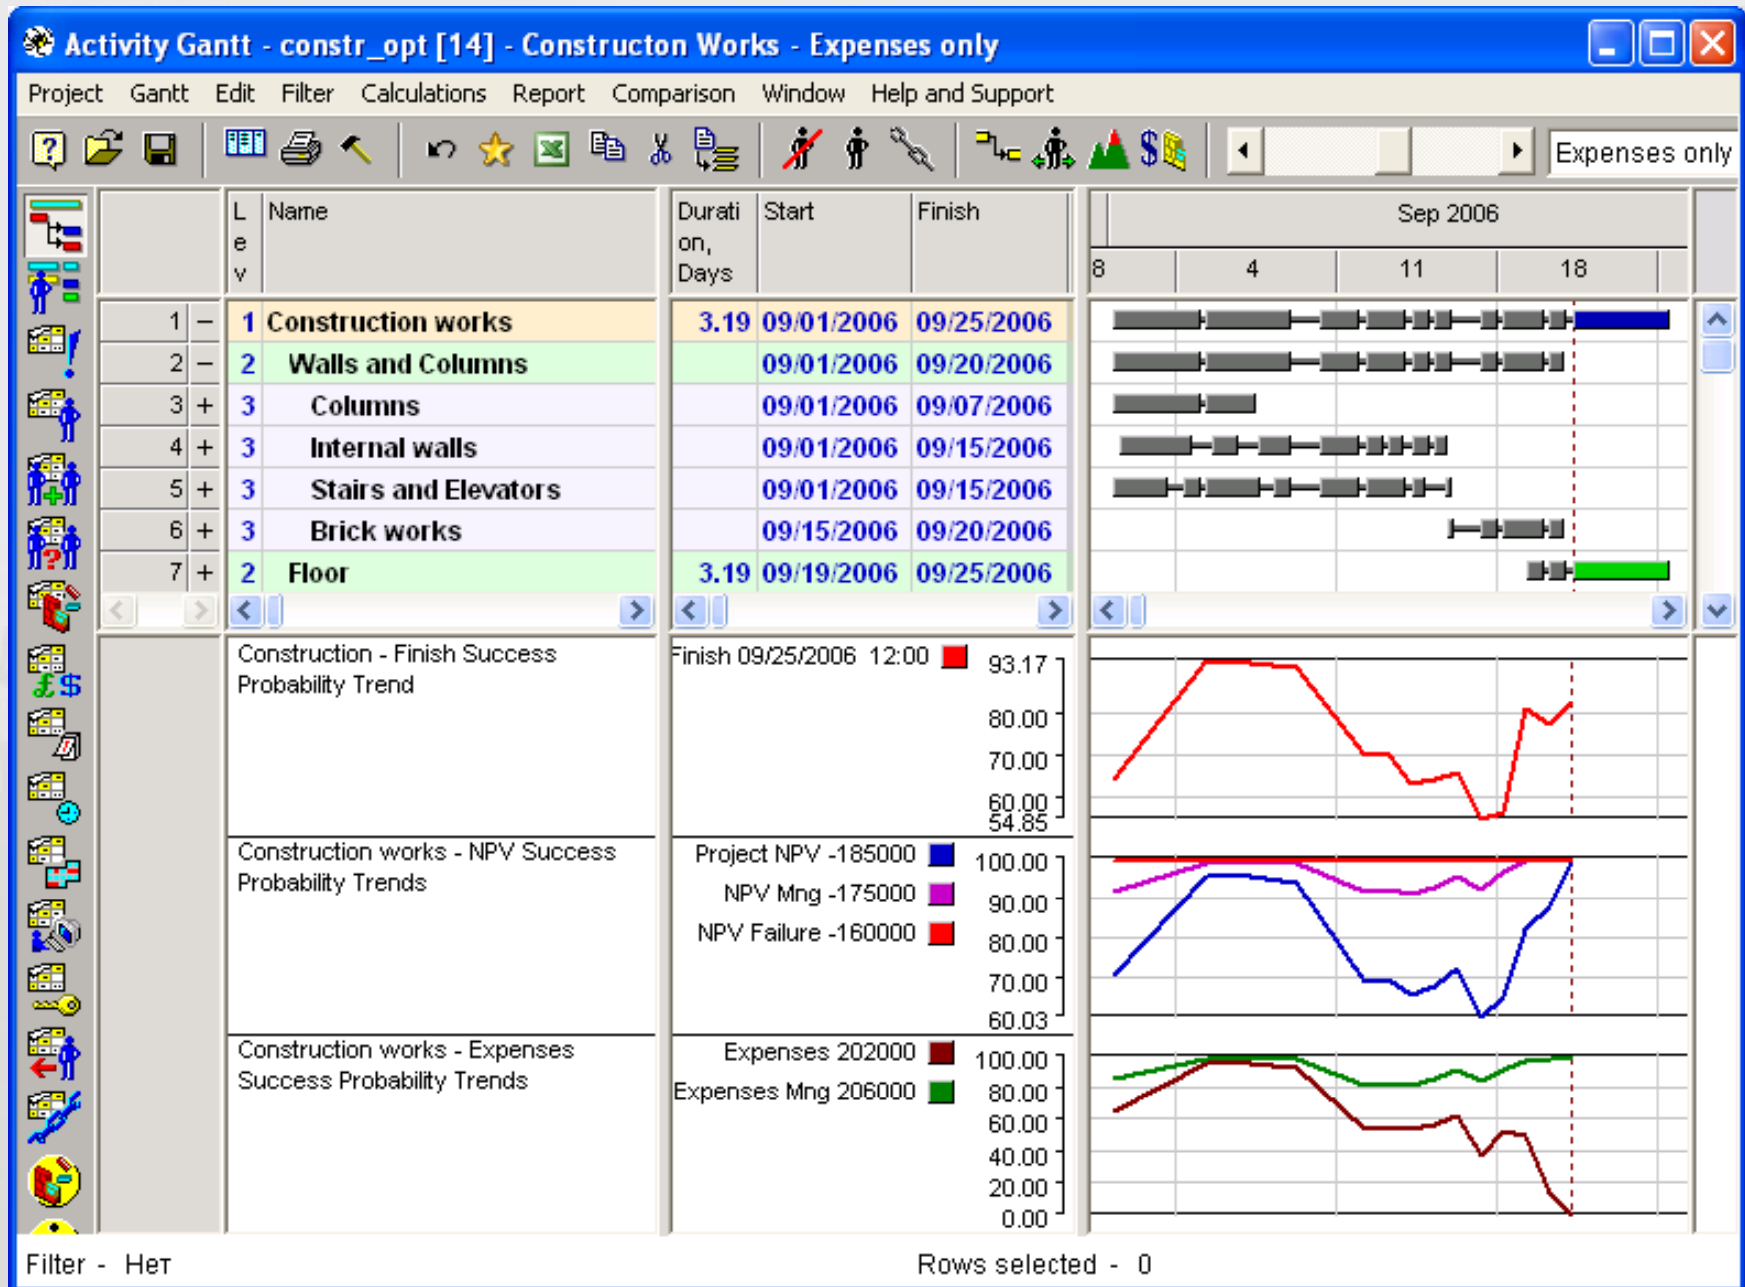 Activity Gantt - constr_opt [14] - Constructon Works - Expenses only
Project Gantt Edit Filter Calculations Report Comparison Window Help and Support
Expenses only
Lev Name Duration, Days Start Finish Sep 2006
8 4 11 18
1 − 1 Construction works 3.19 09/01/2006 09/25/2006
2 − 2 Walls and Columns 09/01/2006 09/20/2006
3 + 3 Columns 09/01/2006 09/07/2006
4 + 3 Internal walls 09/01/2006 09/15/2006
5 + 3 Stairs and Elevators 09/01/2006 09/15/2006
6 + 3 Brick works 09/15/2006 09/20/2006
7 + 2 Floor 3.19 09/19/2006 09/25/2006
Construction - Finish Success
Probability Trend
Finish 09/25/2006 12:00
93.17
80.00
70.00
60.00
54.85
Construction works - NPV Success
Probability Trends
Project NPV -185000
NPV Mng -175000
NPV Failure -160000
100.00
90.00
80.00
70.00
60.03
Construction works - Expenses
Success Probability Trends
Expenses 202000
Expenses Mng 206000
100.00
80.00
60.00
40.00
20.00
0.00
Filter - Нет
Rows selected - 0